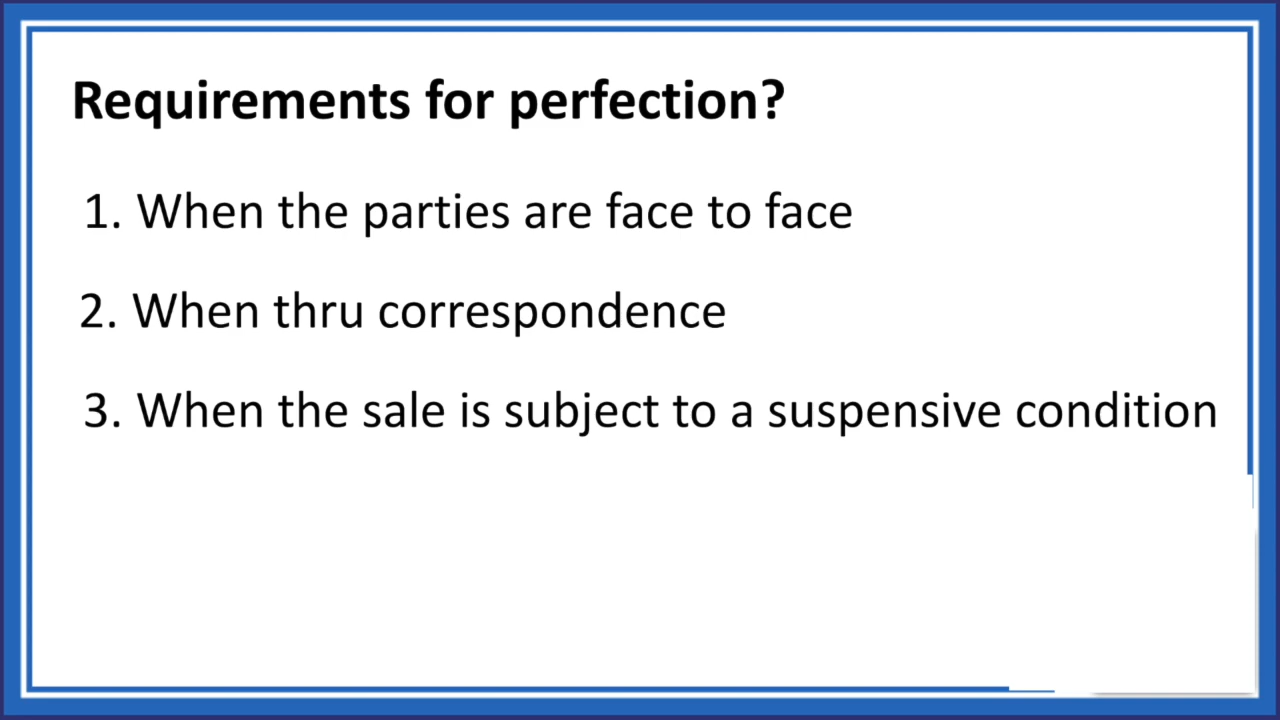 Requirements for perfection?
1. When the parties are face to face
2. When thru correspondence
3. When the sale is subject to a suspensive condition